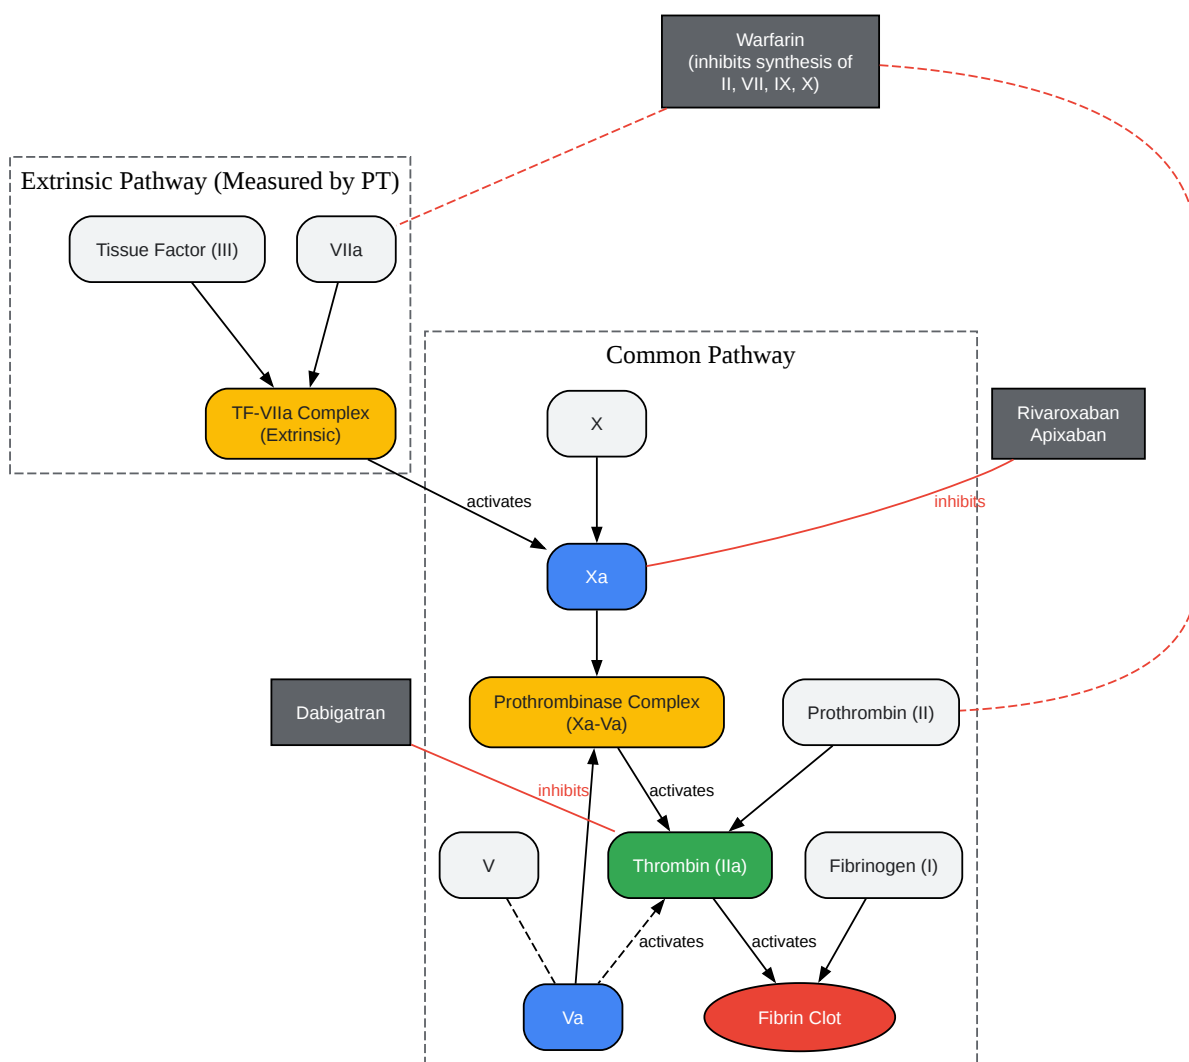 Warfarin
(inhibits synthesis of
II, VII, IX, X)
Extrinsic Pathway (Measured by PT)
Tissue Factor (III)
VIIa
TF-VIIa Complex
(Extrinsic)
Common Pathway
X
Rivaroxaban
Apixaban
activates
inhibits
Xa
Dabigatran
Prothrombinase Complex
(Xa-Va)
Prothrombin (II)
inhibits
activates
V
Thrombin (IIa)
Fibrinogen (I)
activates
activates
Va
Fibrin Clot